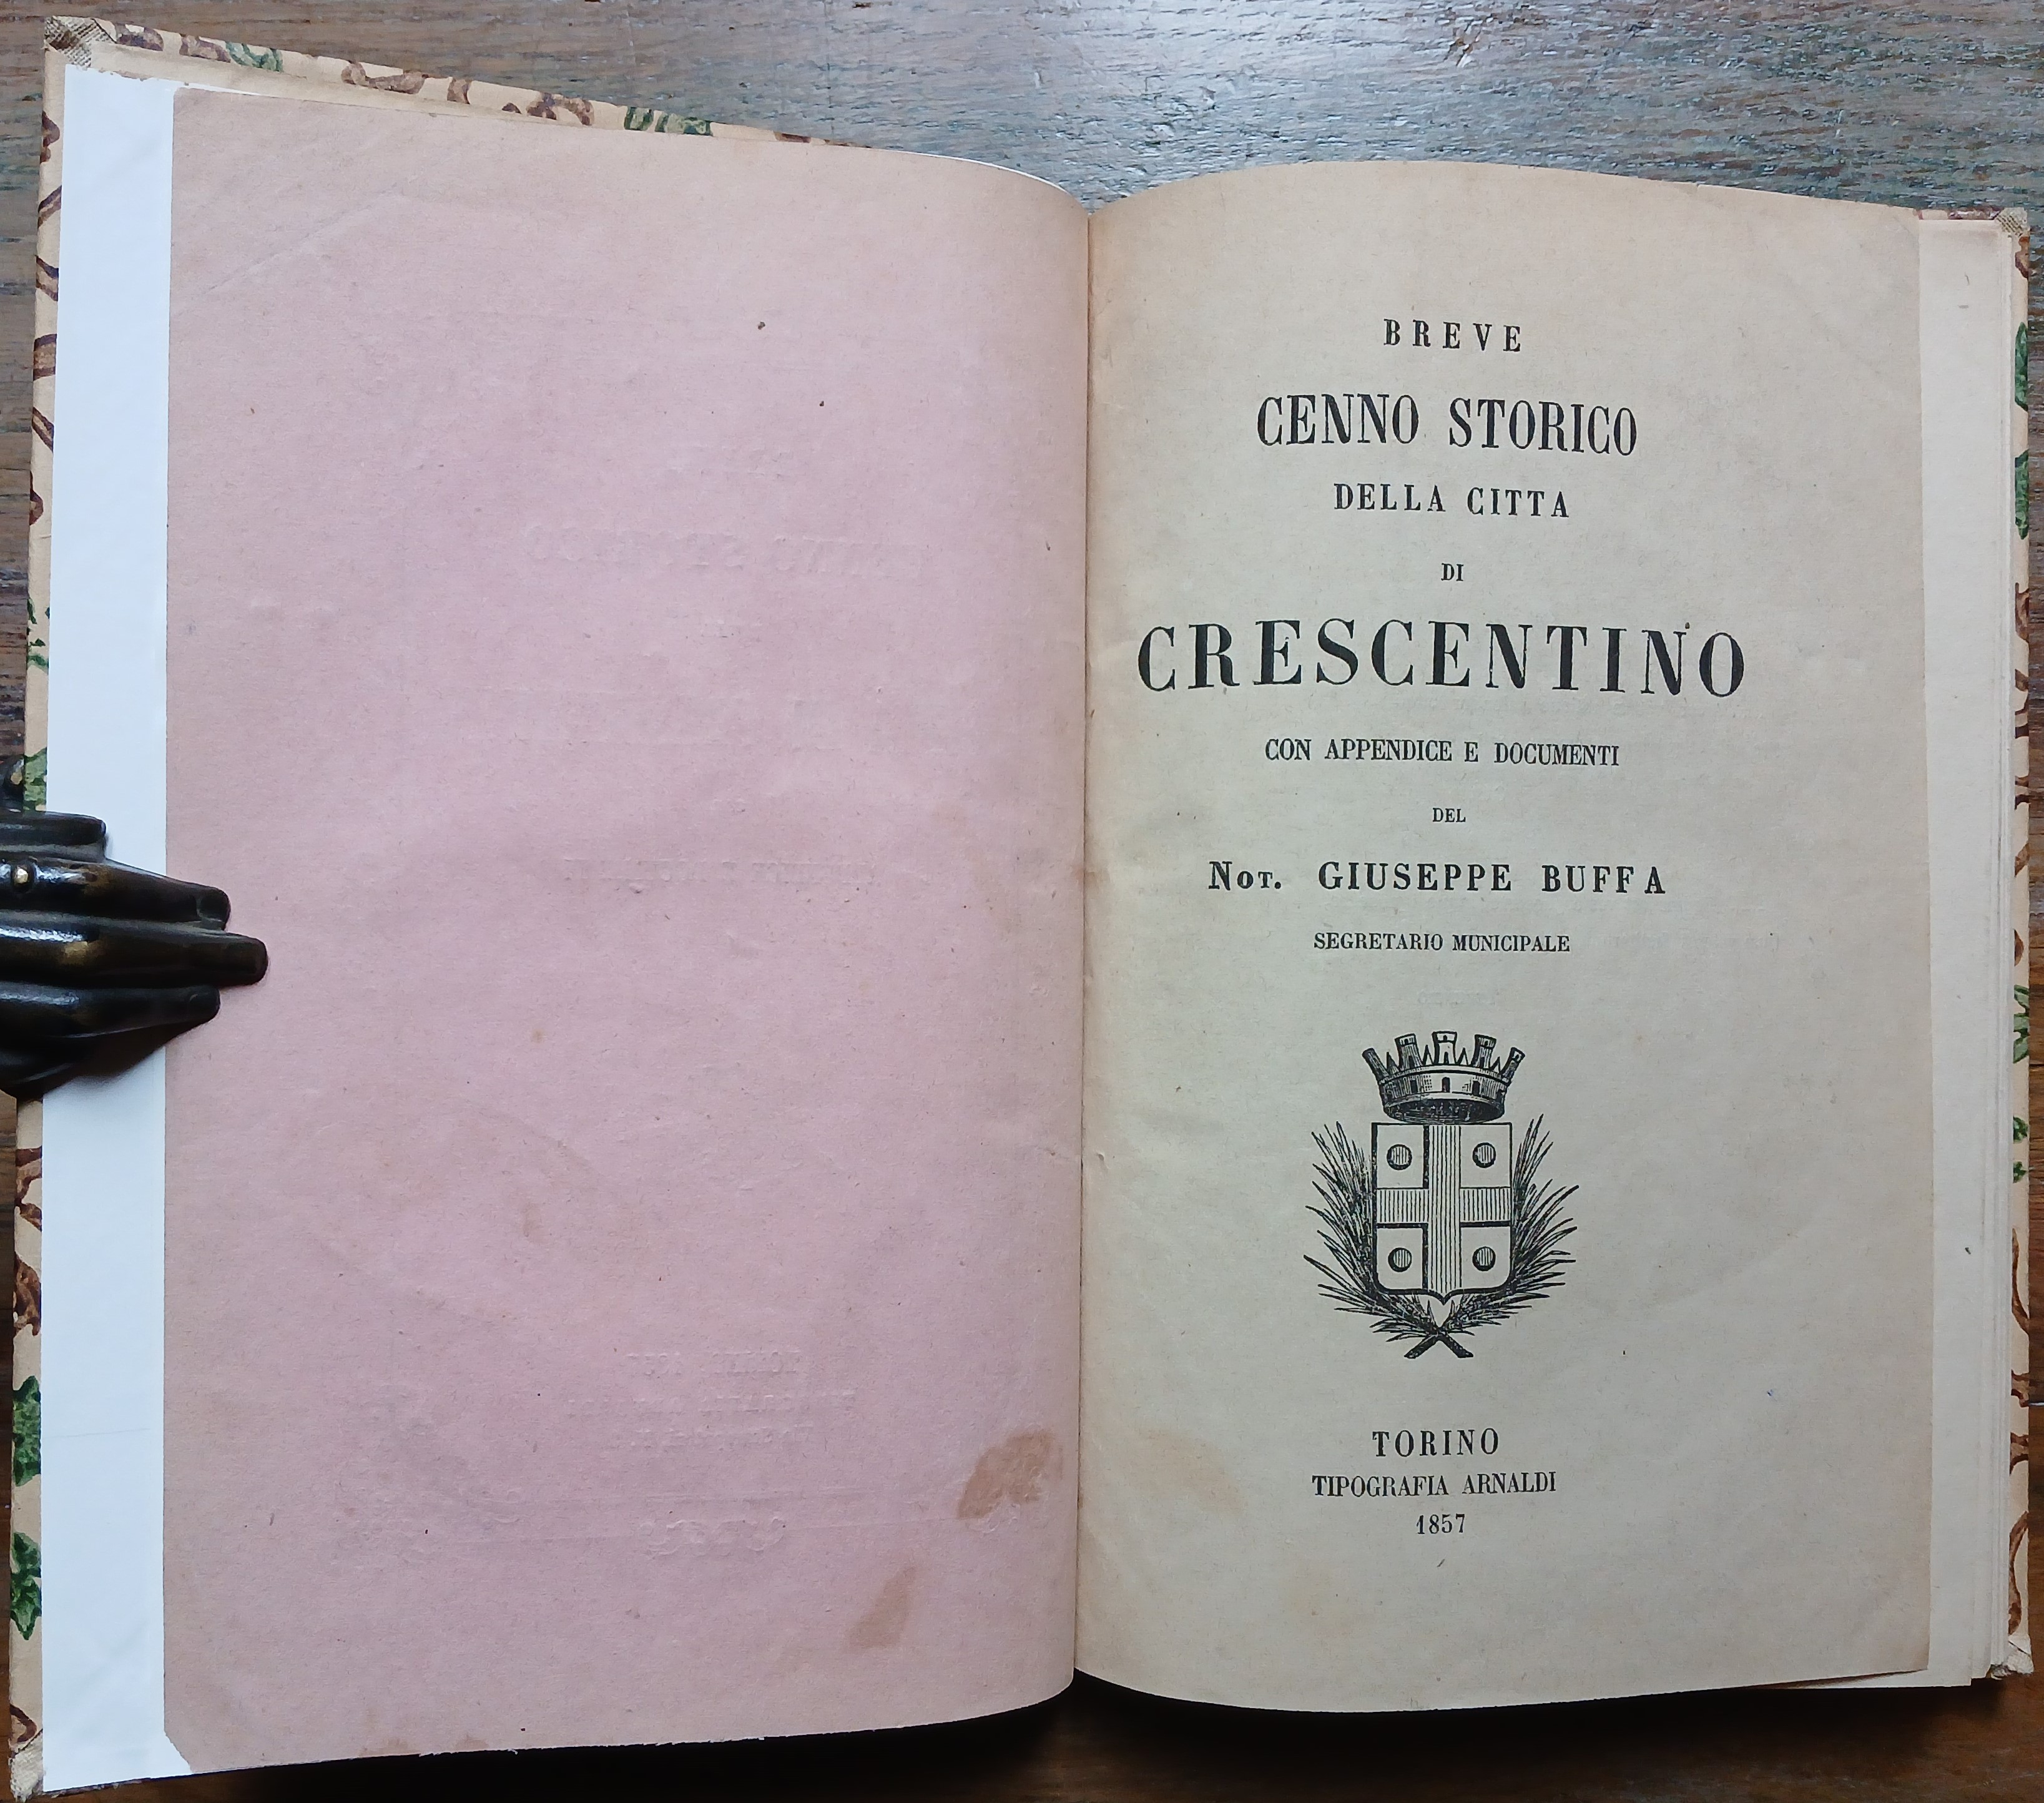 BREVE
CENNO STORICO
DELLA CITTA
DI
CRESCENTINO
CON APPENDICE E DOCUMENTI
DEL
NOT. GIUSEPPE BUFFA
SEGRETARIO MUNICIPALE
TORINO
TIPOGRAFIA ARNALDI
1857